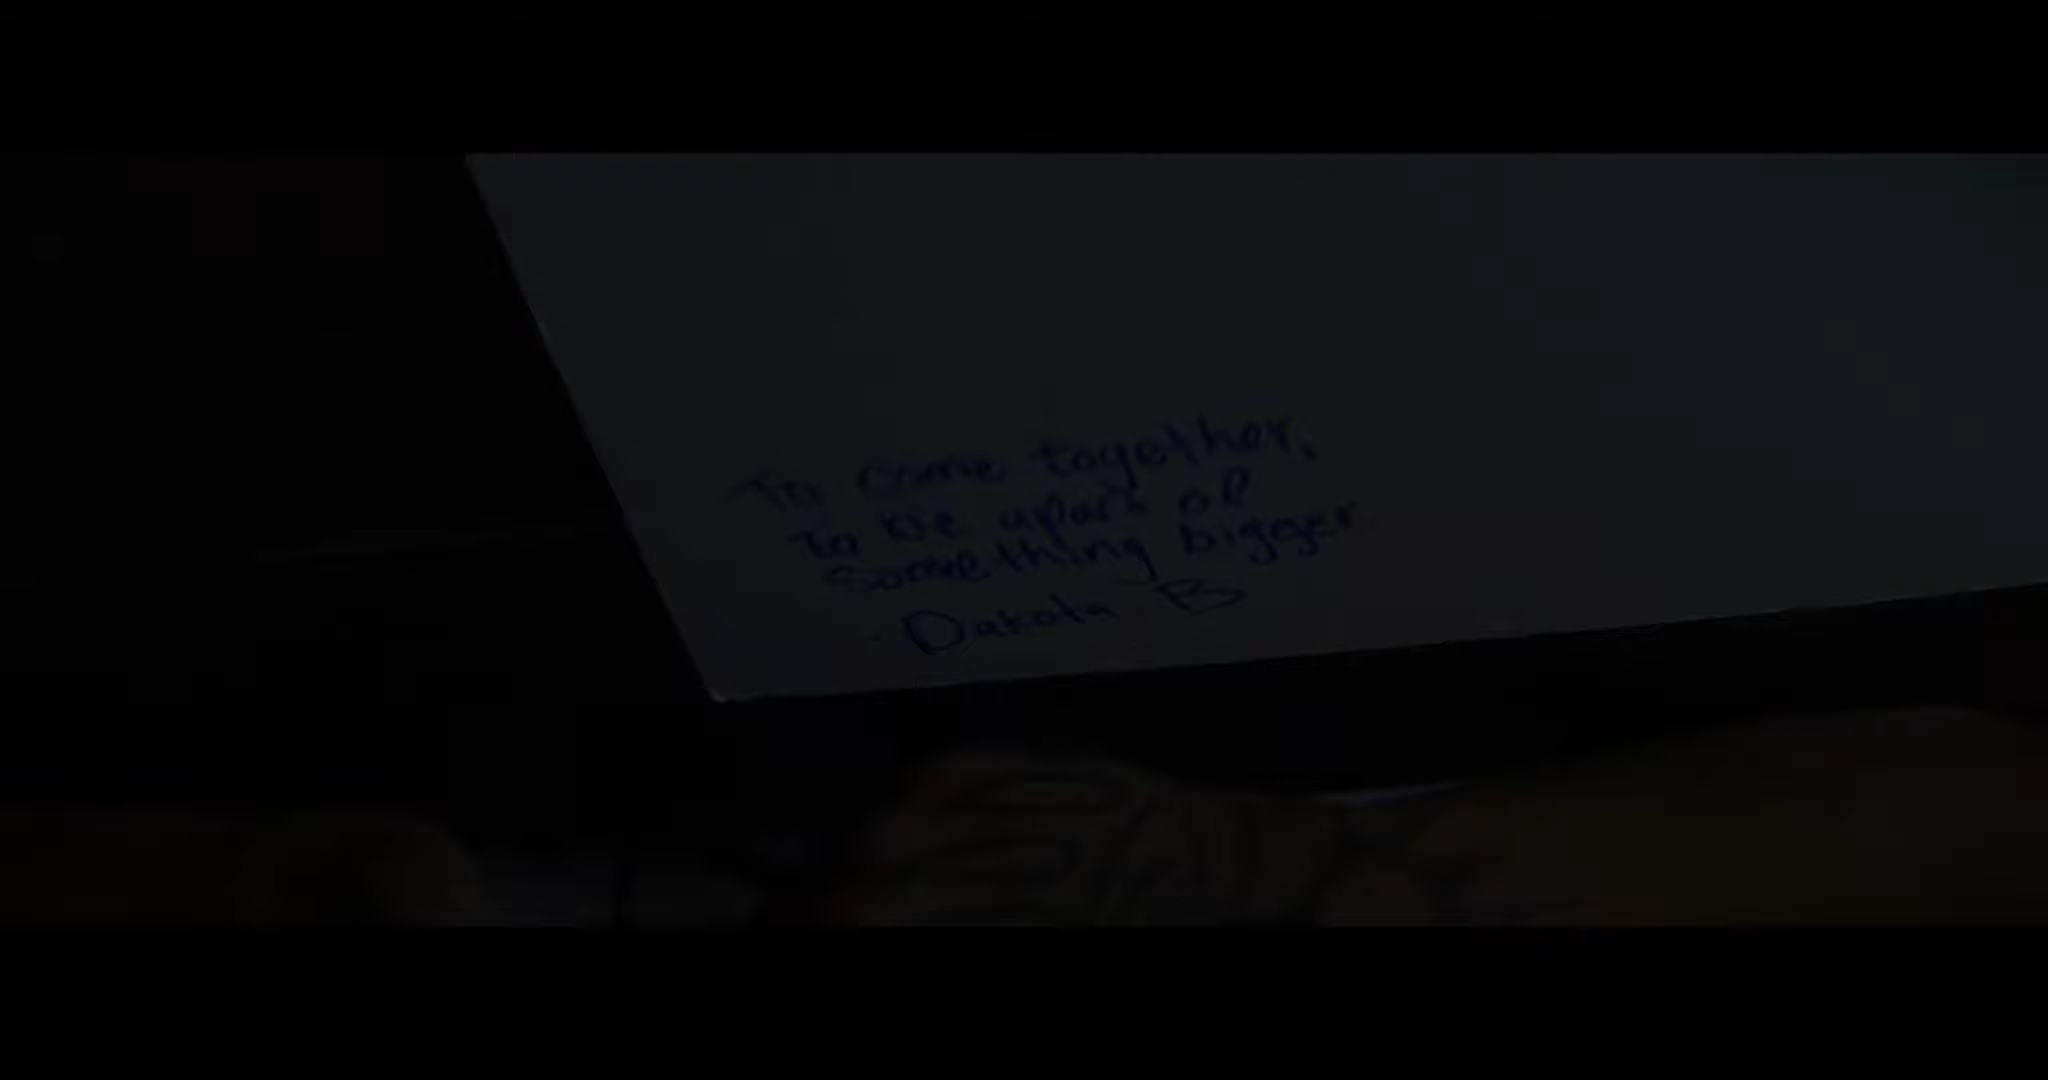 To come together,
to be apart of
something bigger
- Dakota B